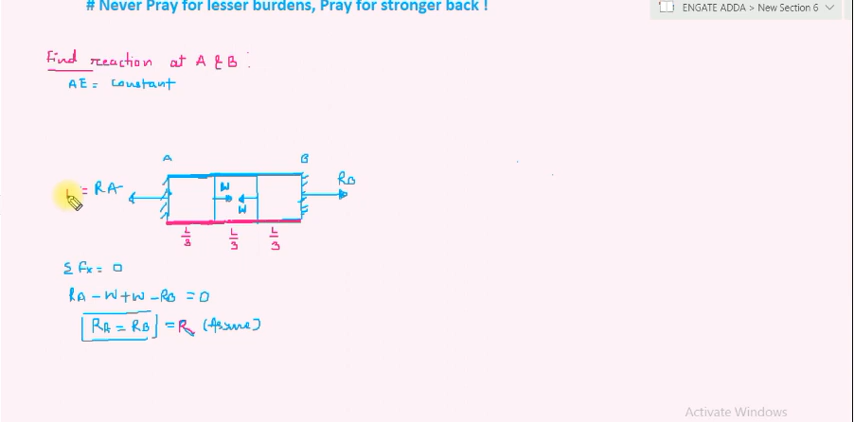 # Never Pray for lesser burdens, Pray for stronger back !
ENGATE ADDA > New Section 6
Find reaction at A & B :
AE = constant
A B
= RA W W RB
L/3 L/3 L/3
Σ Fx = 0
RA - W + W - RB = 0
RA = RB = R (Assume)
Activate Windows